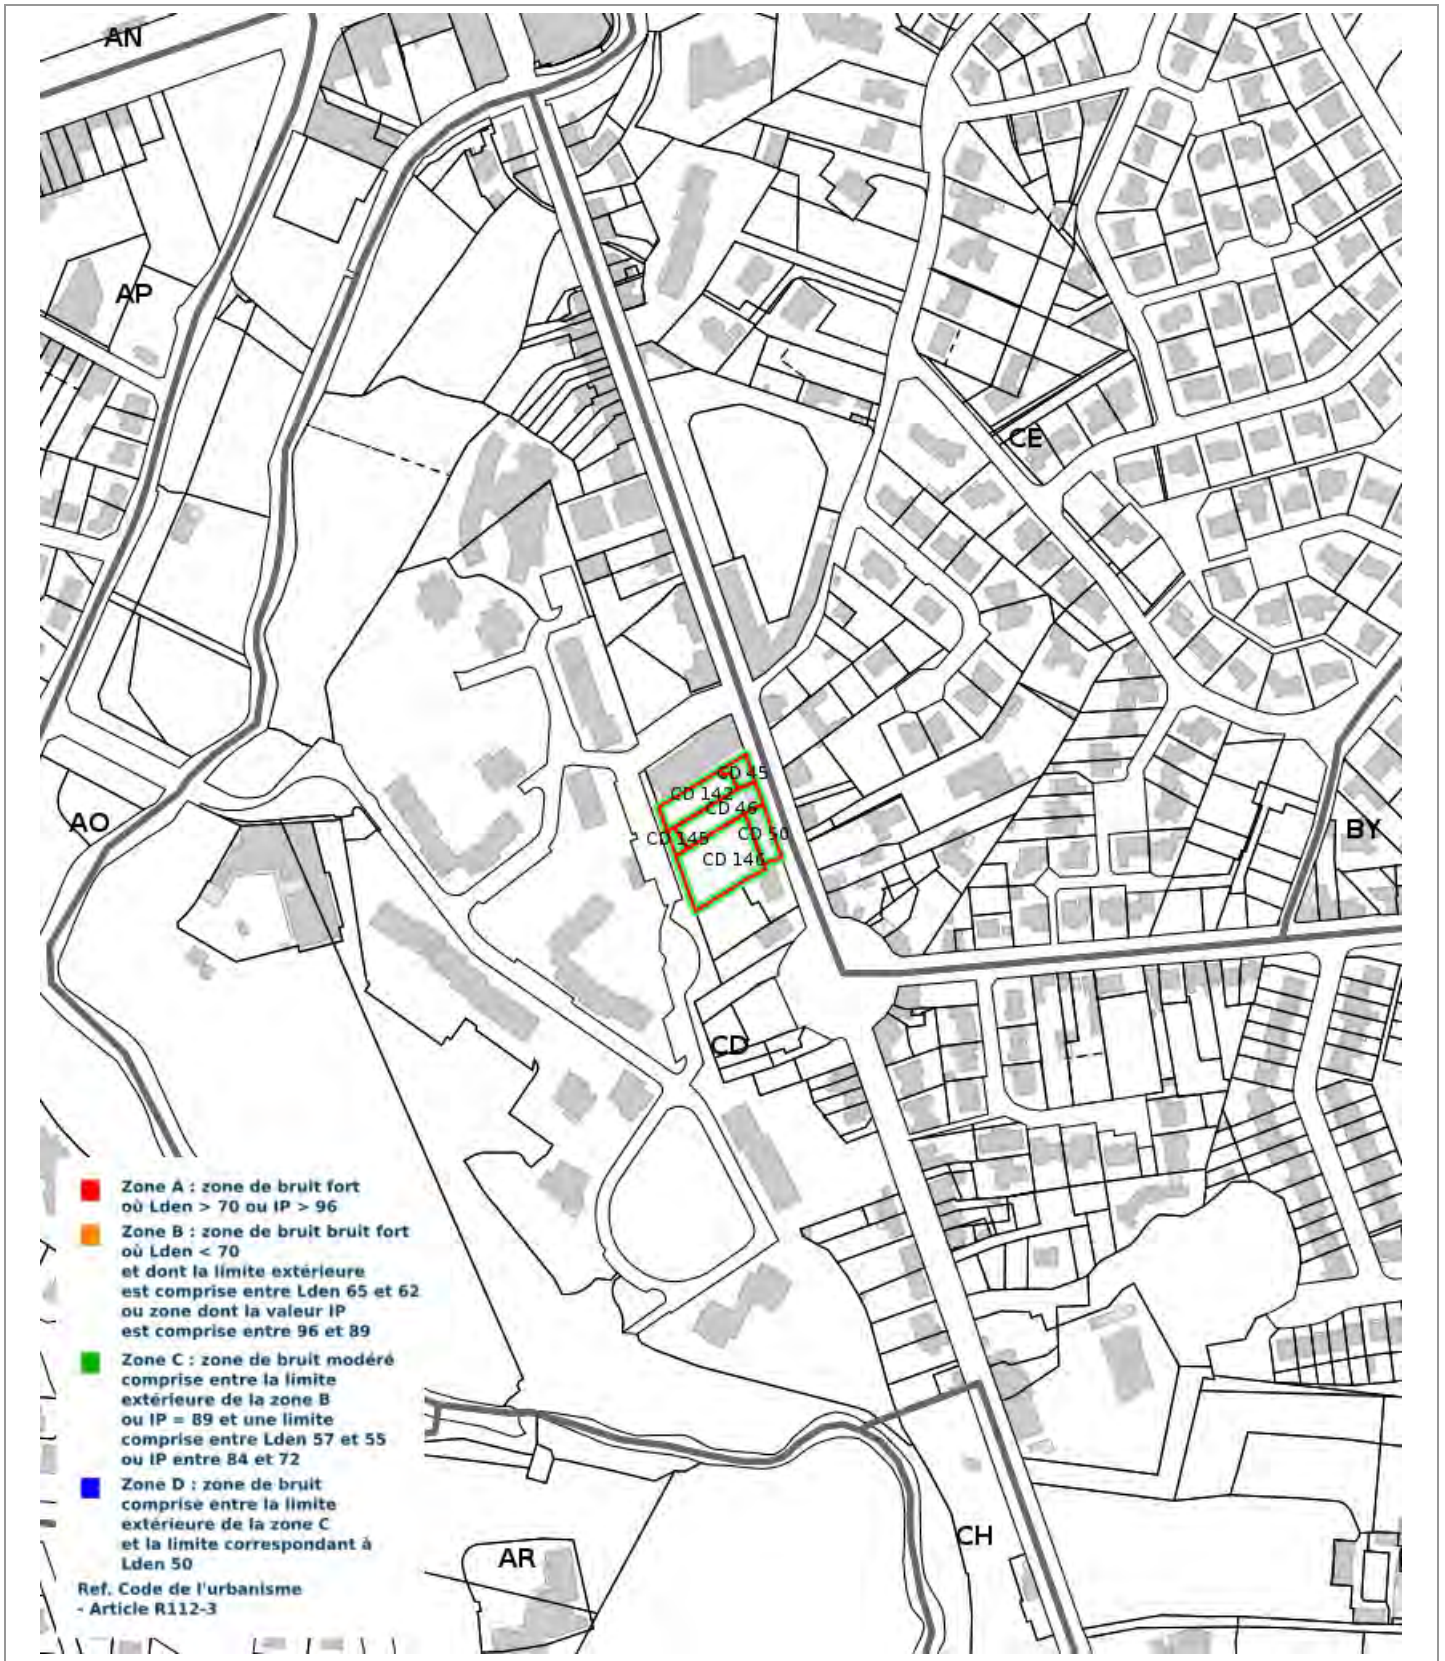 AN
AP
CE
CD 45
CD 142
CD 46
CD 50
CD 145
CD 146
AO
BY
CD
Zone A : zone de bruit fort
où Lden > 70 ou IP > 96
Zone B : zone de bruit bruit fort
où Lden < 70
et dont la limite extérieure
est comprise entre Lden 65 et 62
ou zone dont la valeur IP
est comprise entre 96 et 89
Zone C : zone de bruit modéré
comprise entre la limite
extérieure de la zone B
ou IP = 89 et une limite
comprise entre Lden 57 et 55
ou IP entre 84 et 72
Zone D : zone de bruit
comprise entre la limite
extérieure de la zone C
et la limite correspondant à
Lden 50
Ref. Code de l'urbanisme
- Article R112-3
AR
CH